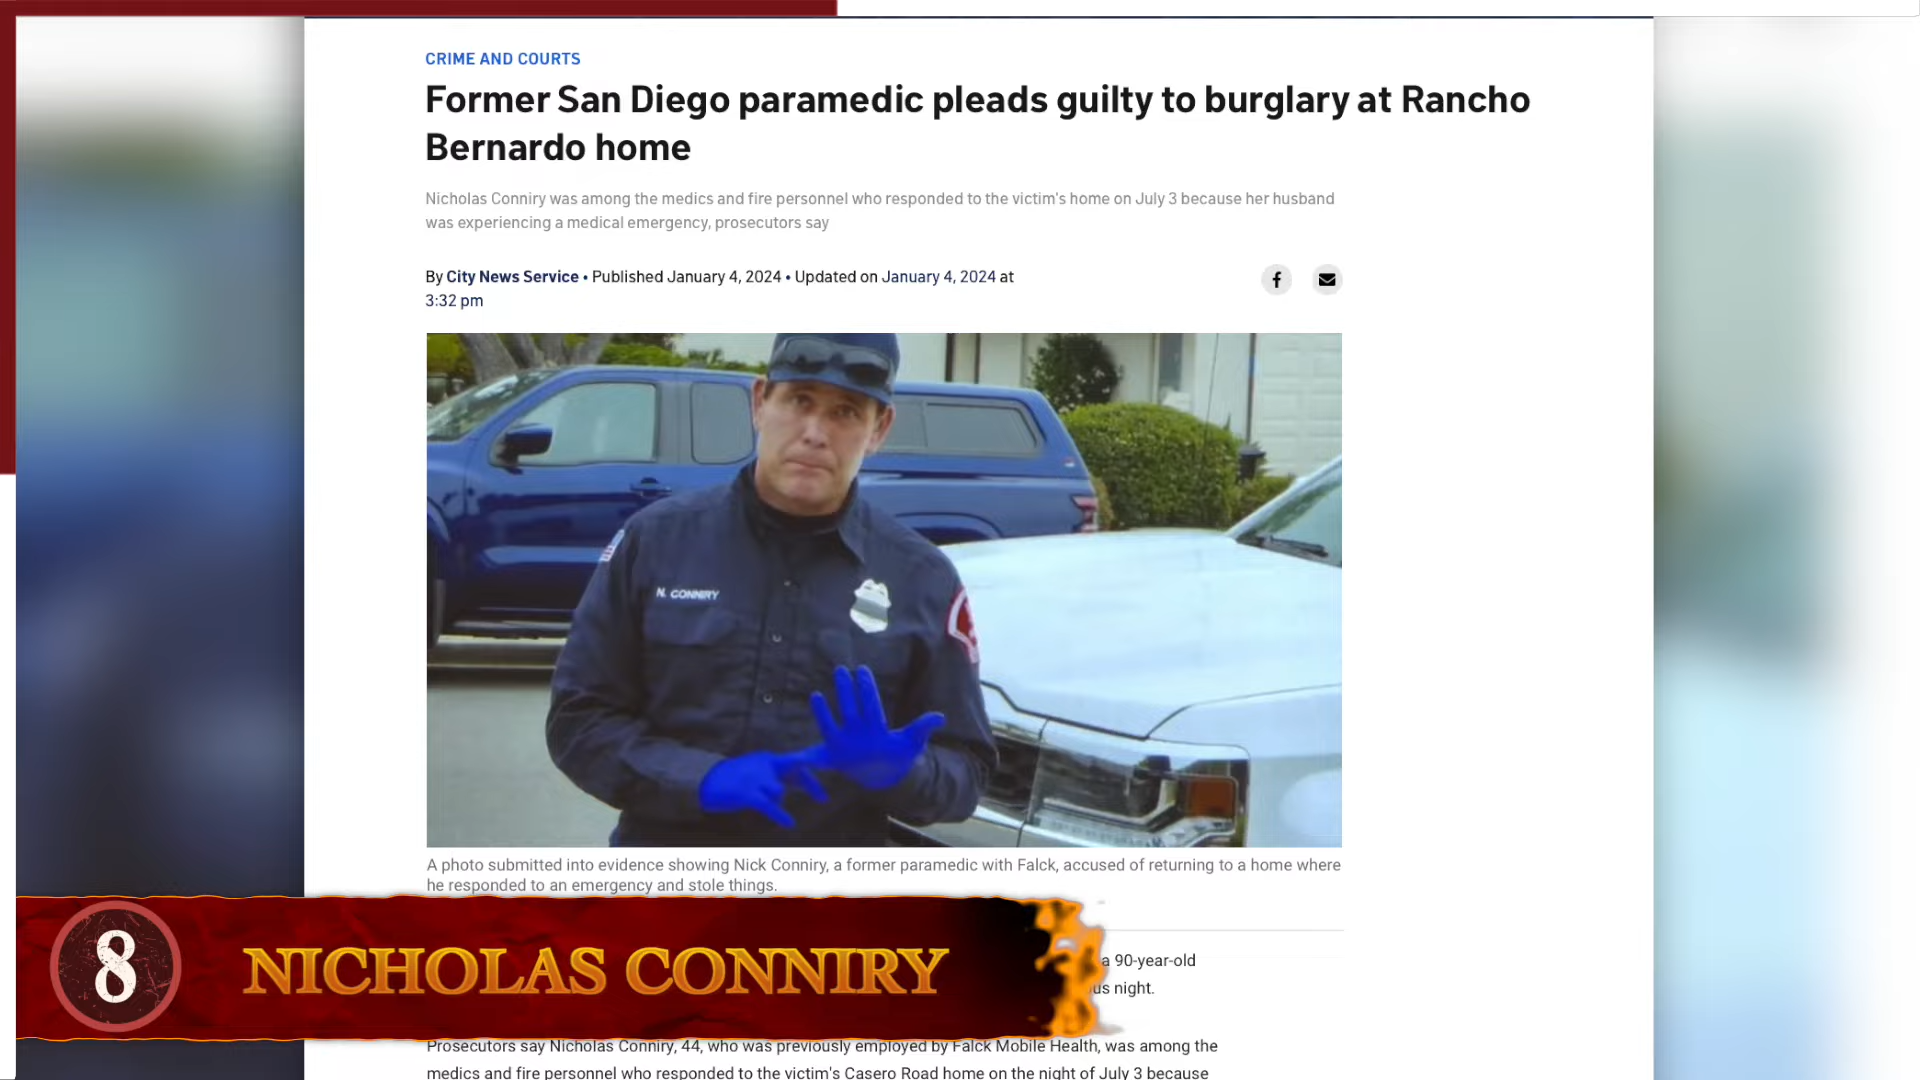 CRIME AND COURTS
Former San Diego paramedic pleads guilty to burglary at Rancho
Bernardo home
Nicholas Conniry was among the medics and fire personnel who responded to the victim's home on July 3 because her husband
was experiencing a medical emergency, prosecutors say
By City News Service • Published January 4, 2024 • Updated on January 4, 2024 at
3:32 pm
N. CONNIRY
A photo submitted into evidence showing Nick Conniry, a former paramedic with Falck, accused of returning to a home where
he responded to an emergency and stole things.
8
NICHOLAS CONNIRY
a 90-year-old
night.
Prosecutors say Nicholas Conniry, 44, who was previously employed by Falck Mobile Health, was among the
medics and fire personnel who responded to the victim's Casero Road home on the night of July 3 because